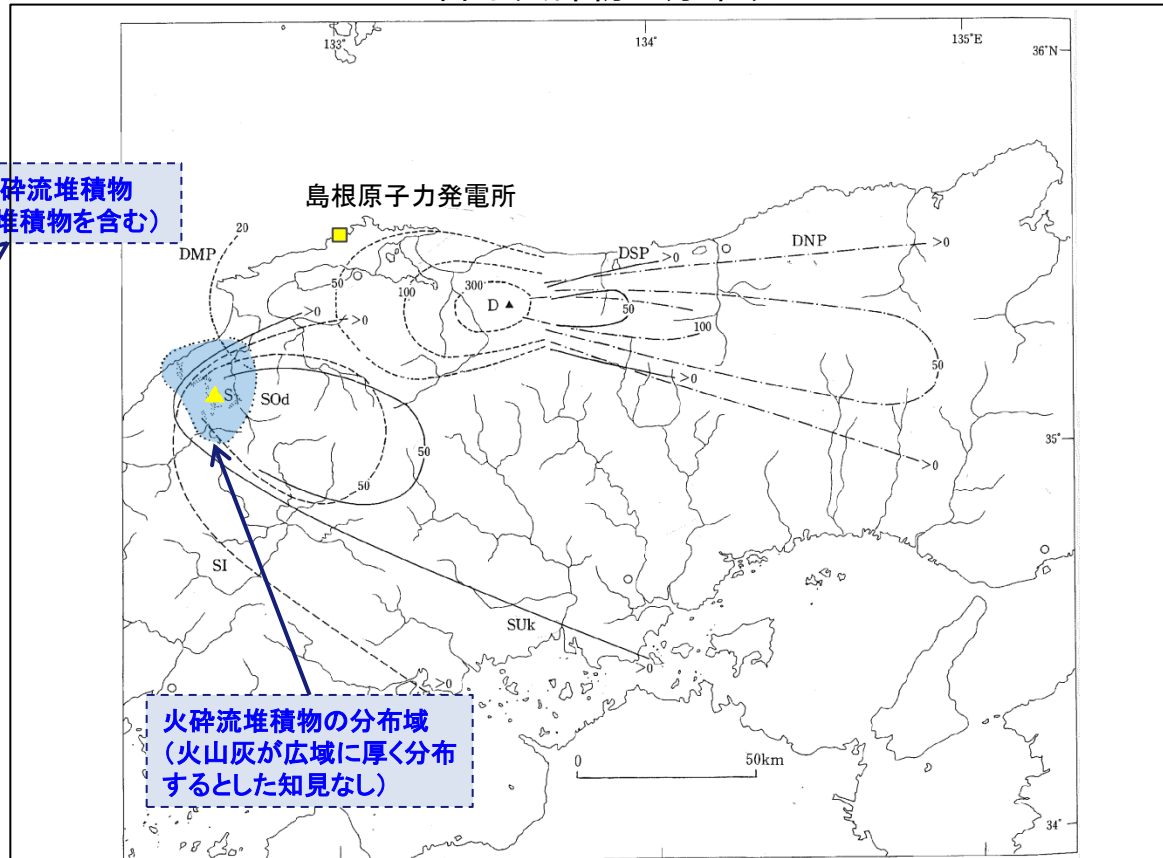 133°
134°
135°E
36°N
砕流堆積物
堆積物を含む）
島根原子力発電所
20
DMP
DSP
>0
DNP
>0
50
100
300
D
50
100
50
>0
>0
S
SOd
>0
>0
35°
50
50
SI
SUk
>0
>0
火砕流堆積物の分布域
（火山灰が広域に厚く分布
するとした知見なし）
0
50km
34°